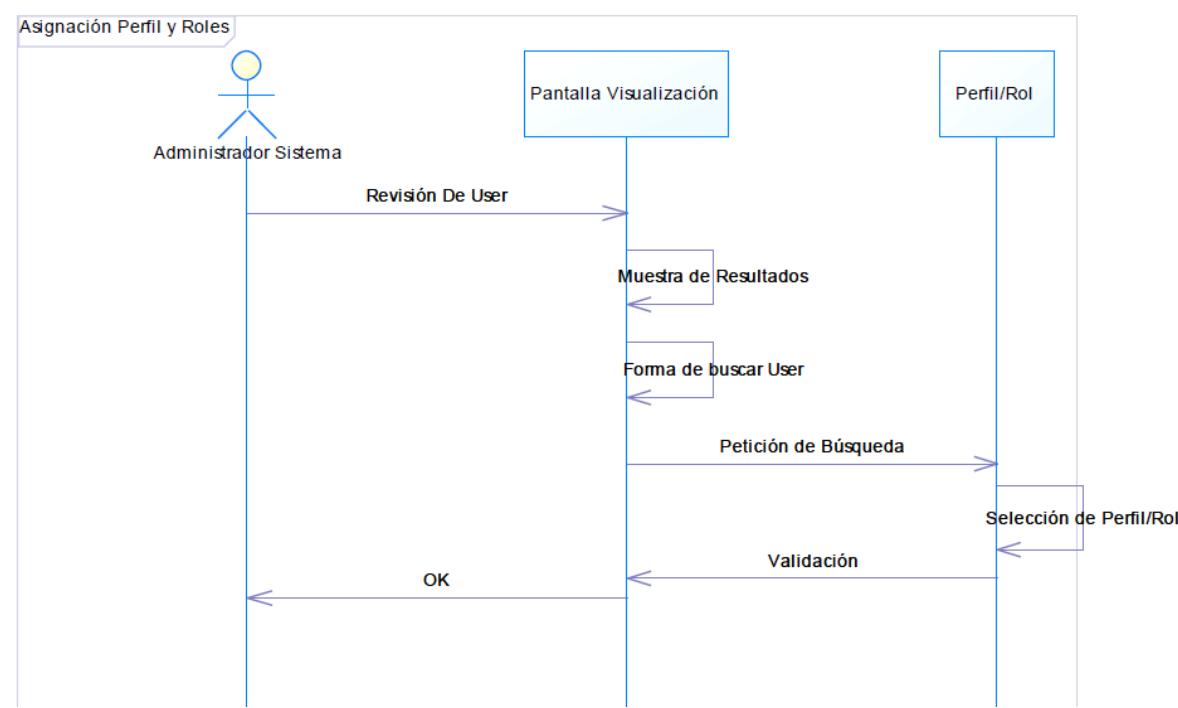 Asignación Perfil y Roles
Pantalla Visualización
Perfil/Rol
Administrador Sistema
Revisión De User
Muestra de Resultados
Forma de buscar User
Petición de Búsqueda
Selección de Perfil/Rol
Validación
OK